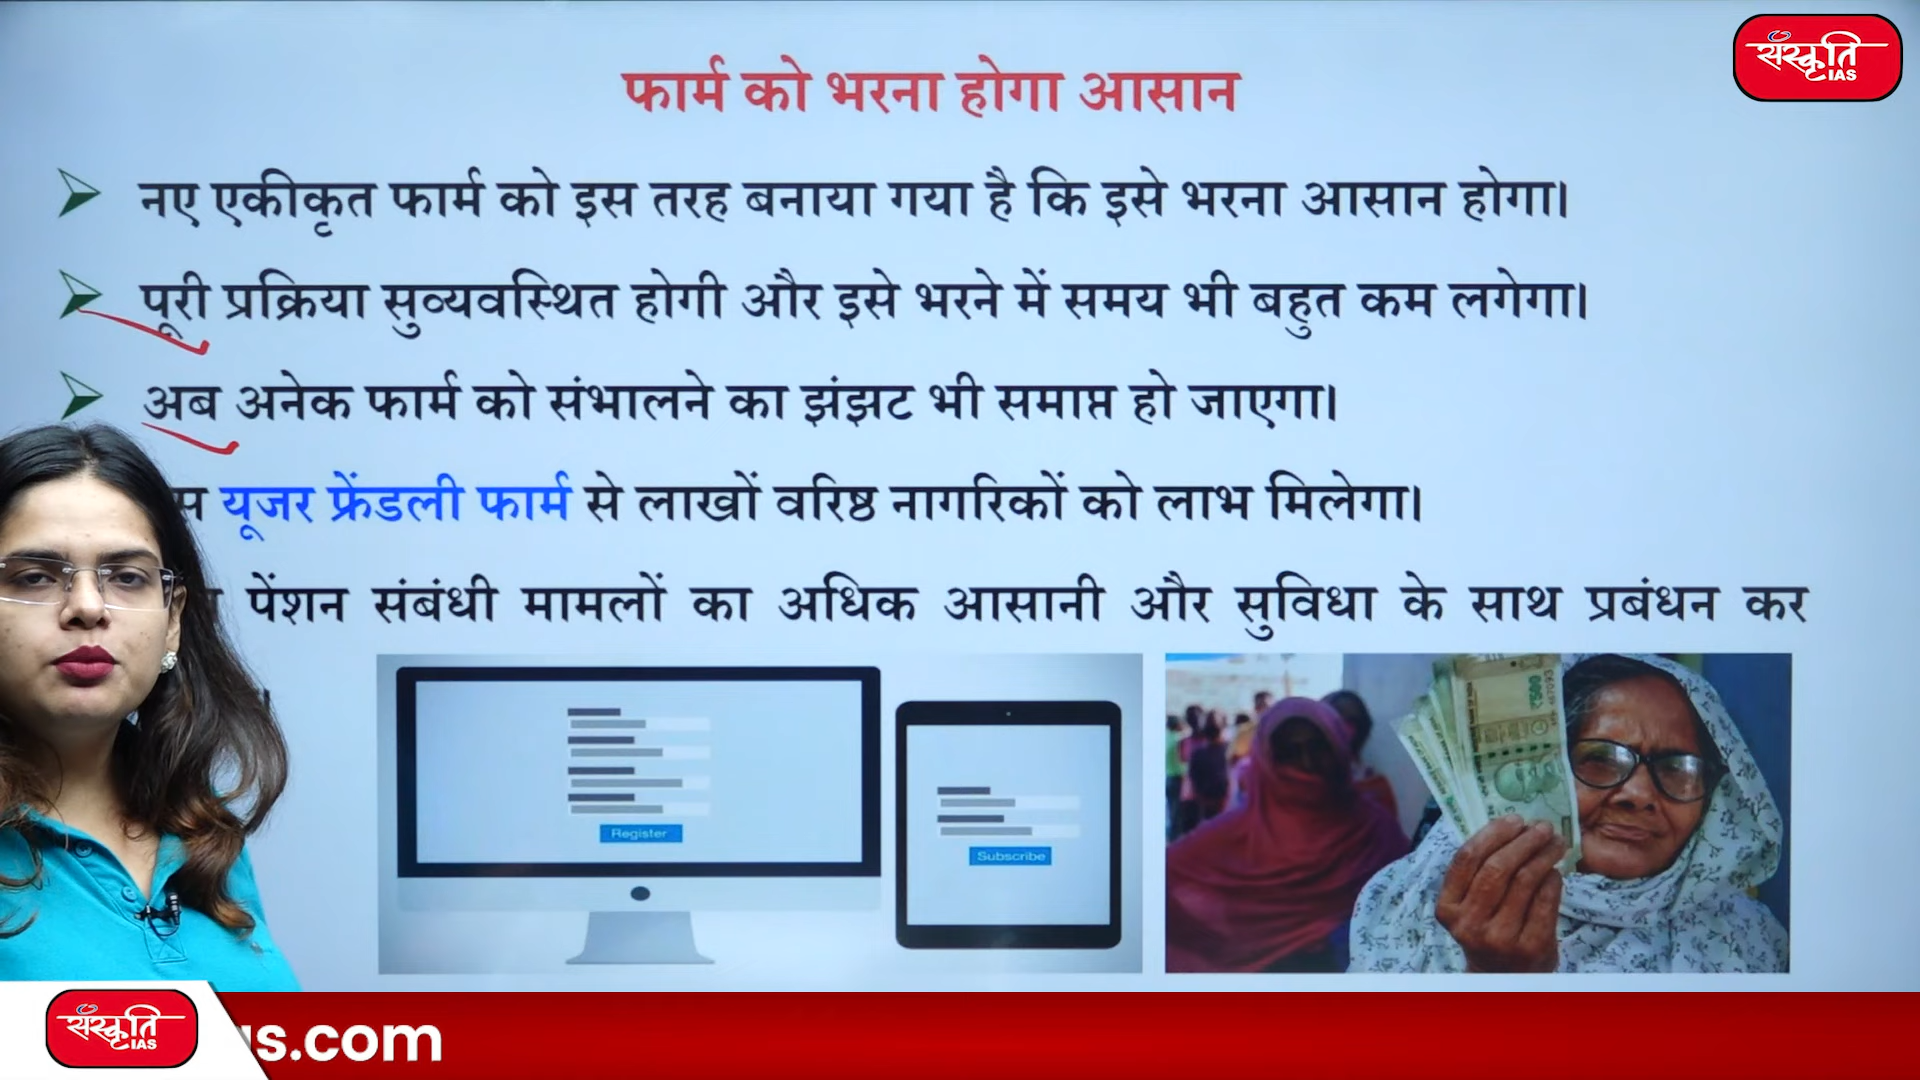 संस्कृति
IAS
फार्म को भरना होगा आसान
नए एकीकृत फार्म को इस तरह बनाया गया है कि इसे भरना आसान होगा।
पूरी प्रक्रिया सुव्यवस्थित होगी और इसे भरने में समय भी बहुत कम लगेगा।
अब अनेक फार्म को संभालने का झंझट भी समाप्त हो जाएगा।
यूजर फ्रेंडली फार्म से लाखों वरिष्ठ नागरिकों को लाभ मिलेगा।
पेंशन संबंधी मामलों का अधिक आसानी और सुविधा के साथ प्रबंधन कर
Register
Subscribe
संस्कृति
IAS
s.com